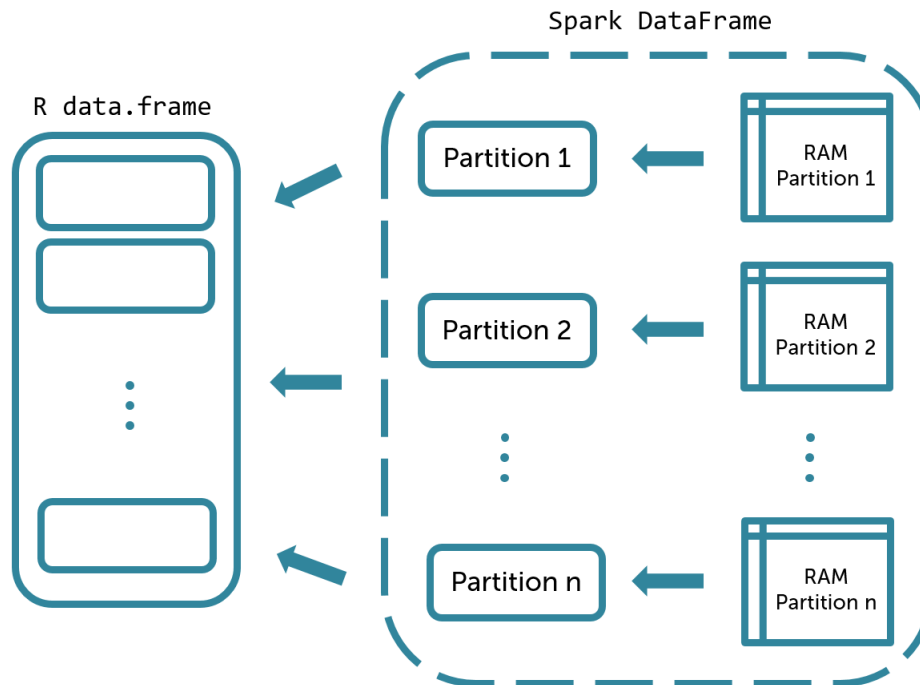 Spark DataFrame
R data.frame
Partition 1
RAM
Partition 1
Partition 2
RAM
Partition 2
Partition n
RAM
Partition n